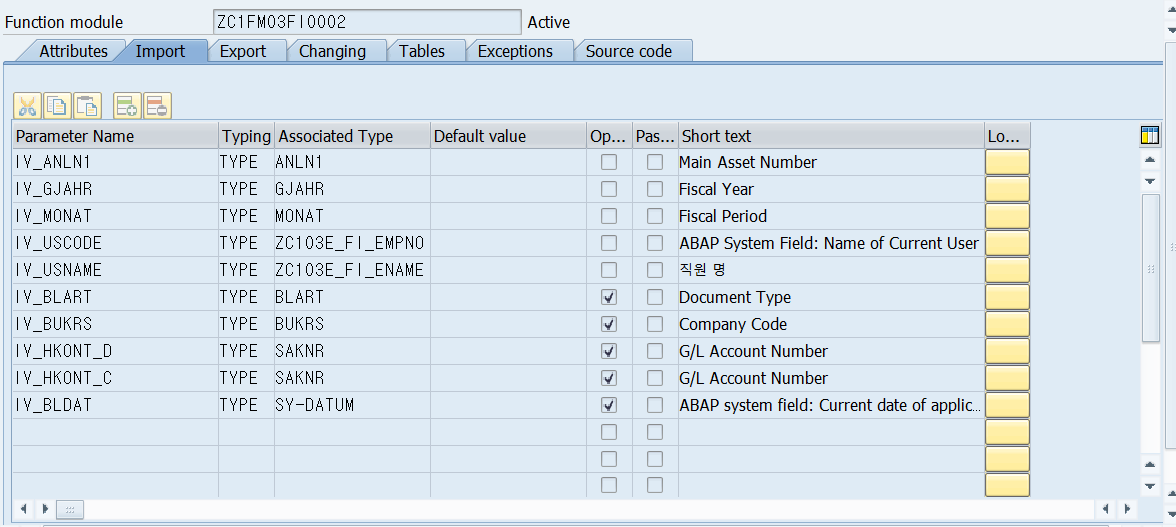 Function module ZC1FM03FI0002 Active
Attributes Import Export Changing Tables Exceptions Source code
Parameter Name Typing Associated Type Default value Op... Pas... Short text Lo...
IV_ANLN1 TYPE ANLN1 Main Asset Number
IV_GJAHR TYPE GJAHR Fiscal Year
IV_MONAT TYPE MONAT Fiscal Period
IV_USCODE TYPE ZC103E_FI_EMPNO ABAP System Field: Name of Current User
IV_USNAME TYPE ZC103E_FI_ENAME 직원 명
IV_BLART TYPE BLART Document Type
IV_BUKRS TYPE BUKRS Company Code
IV_HKONT_D TYPE SAKNR G/L Account Number
IV_HKONT_C TYPE SAKNR G/L Account Number
IV_BLDAT TYPE SY-DATUM ABAP system field: Current date of applic...